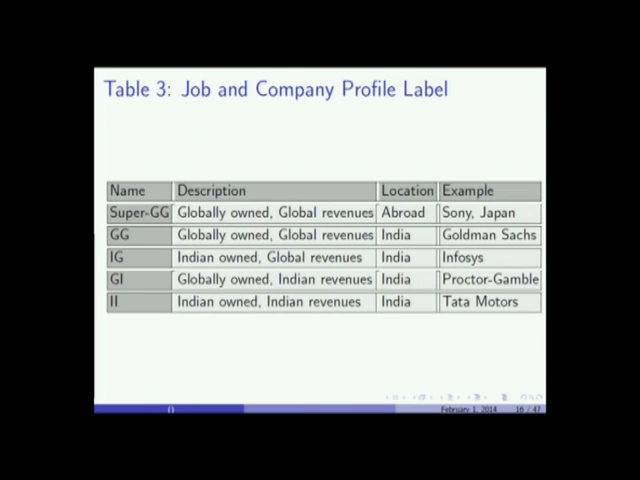 Table 3: Job and Company Profile Label
Name Description Location Example
Super-GG Globally owned, Global revenues Abroad Sony, Japan
GG Globally owned, Global revenues India Goldman Sachs
IG Indian owned, Global revenues India Infosys
GI Globally owned, Indian revenues India Proctor-Gamble
II Indian owned, Indian revenues India Tata Motors
() February 1, 2014 16 / 47